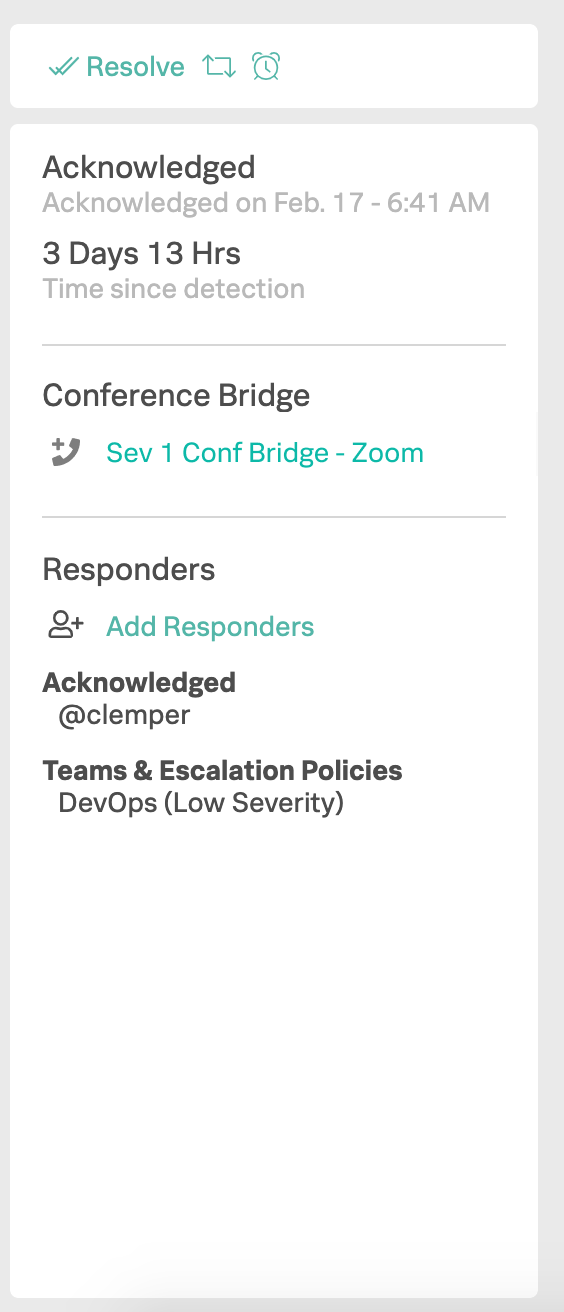 Resolve
Acknowledged
Acknowledged on Feb. 17 - 6:41 AM
3 Days 13 Hrs
Time since detection
Conference Bridge
Sev 1 Conf Bridge - Zoom
Responders
Add Responders
Acknowledged
@clemper
Teams & Escalation Policies
DevOps (Low Severity)